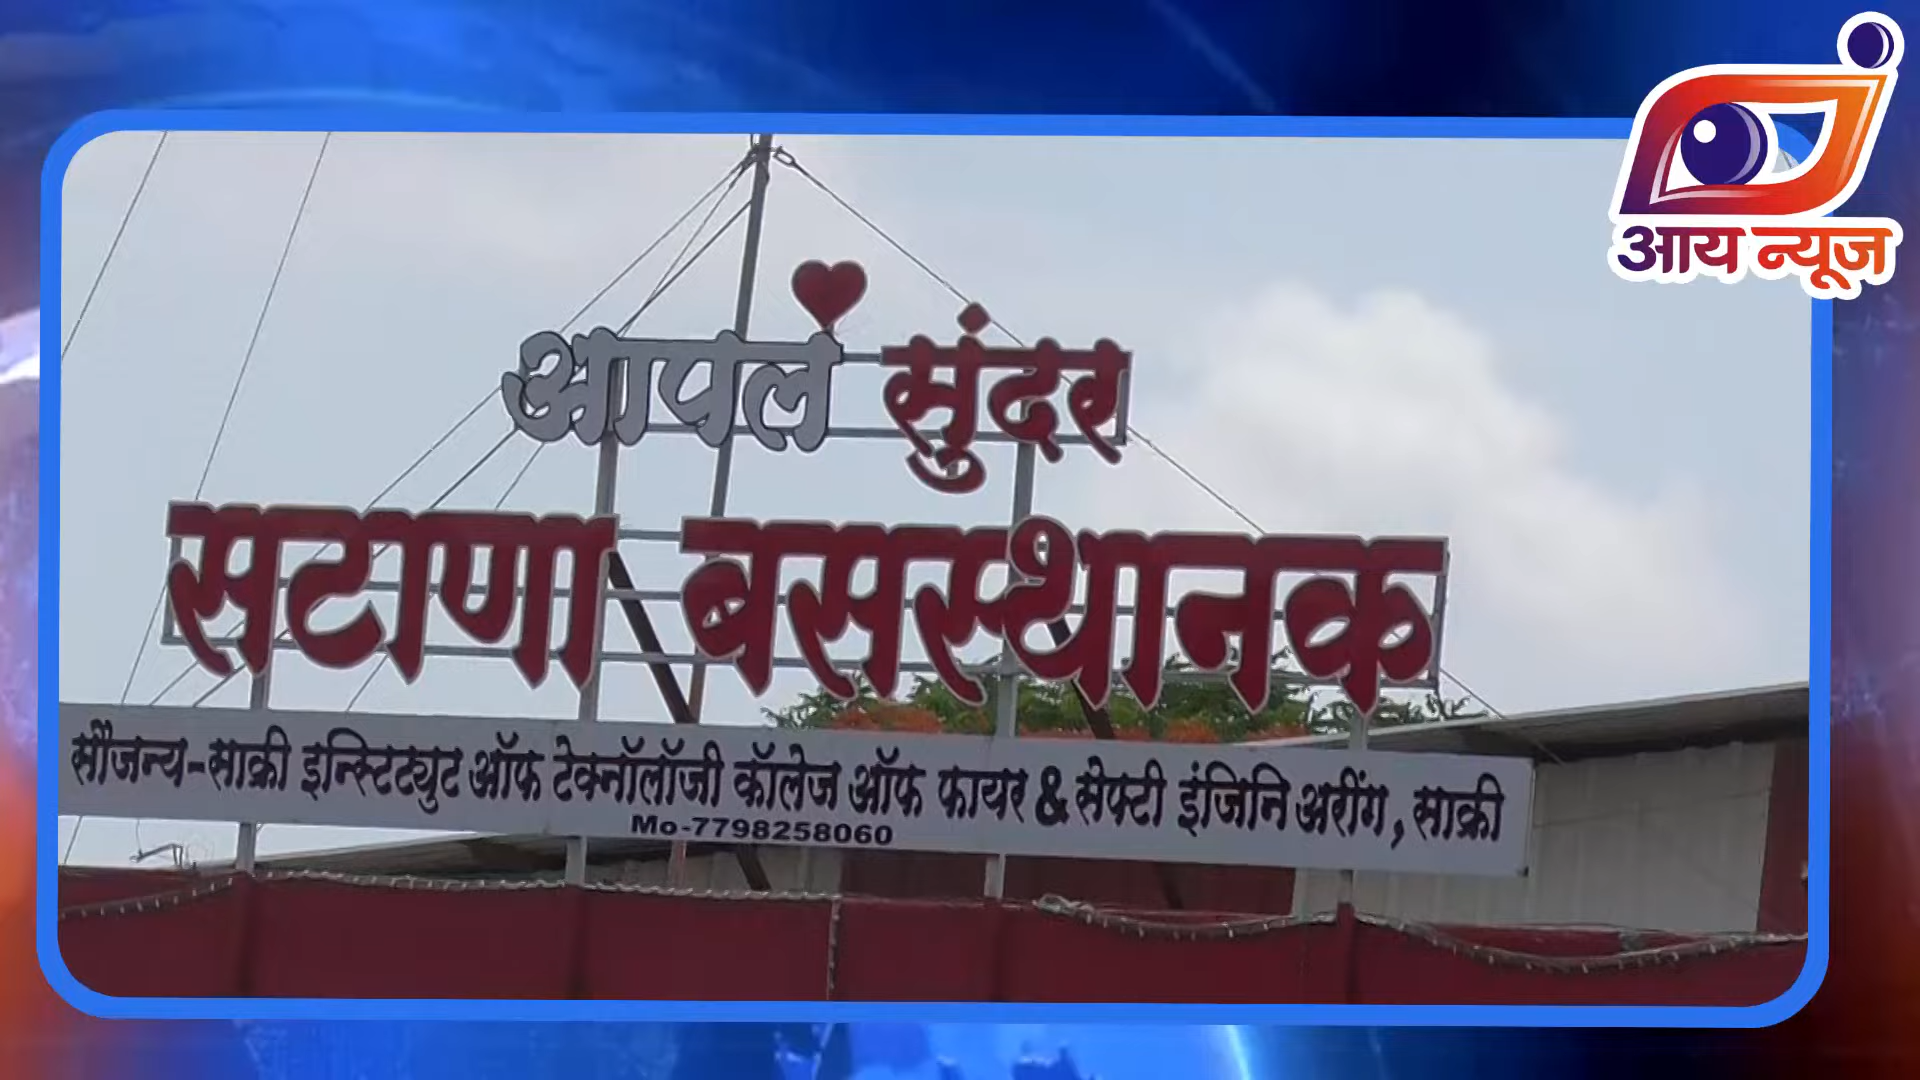 आय न्यूज
आपलं सुंदर
सटाणा बसस्थानक
सौजन्य-साक्री इन्स्टिट्युट ऑफ टेक्नॉलॉजी कॉलेज ऑफ फायर & सेफ्टी इंजिनिअरींग, साक्री
Mo-7798258060